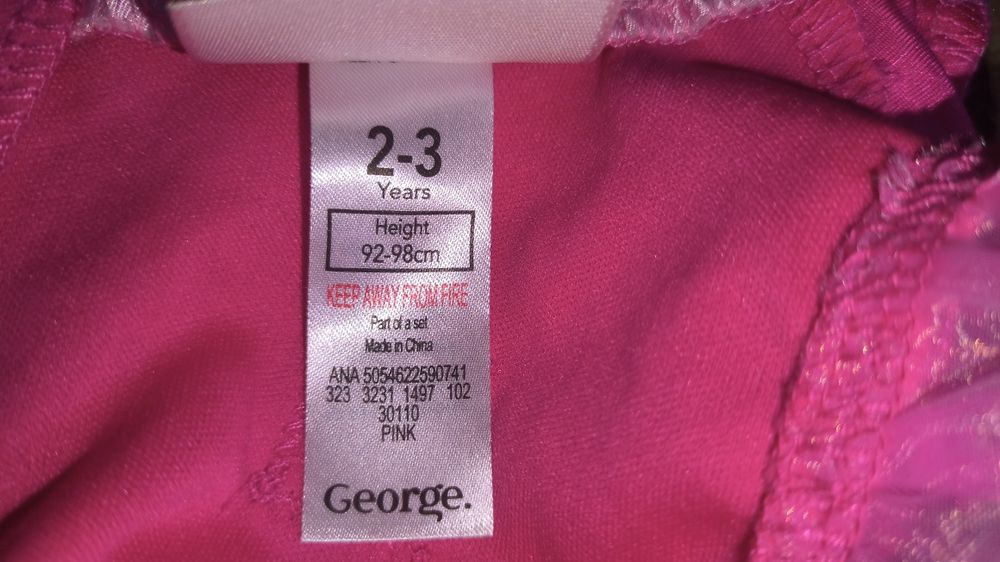 2-3
Years
Height
92-98cm
KEEP AWAY FROM FIRE
Part of a set
Made in China
ANA 5054622590741
323 3231 1497 102
30110
PINK
George.